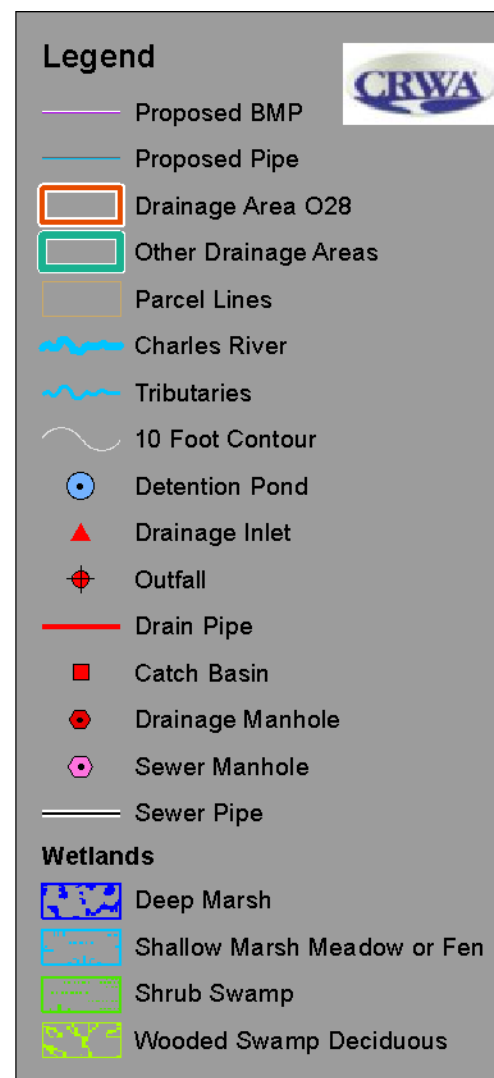 Legend
CRWA
Proposed BMP
Proposed Pipe
Drainage Area O28
Other Drainage Areas
Parcel Lines
Charles River
Tributaries
10 Foot Contour
Detention Pond
Drainage Inlet
Outfall
Drain Pipe
Catch Basin
Drainage Manhole
Sewer Manhole
Sewer Pipe
Wetlands
Deep Marsh
Shallow Marsh Meadow or Fen
Shrub Swamp
Wooded Swamp Deciduous